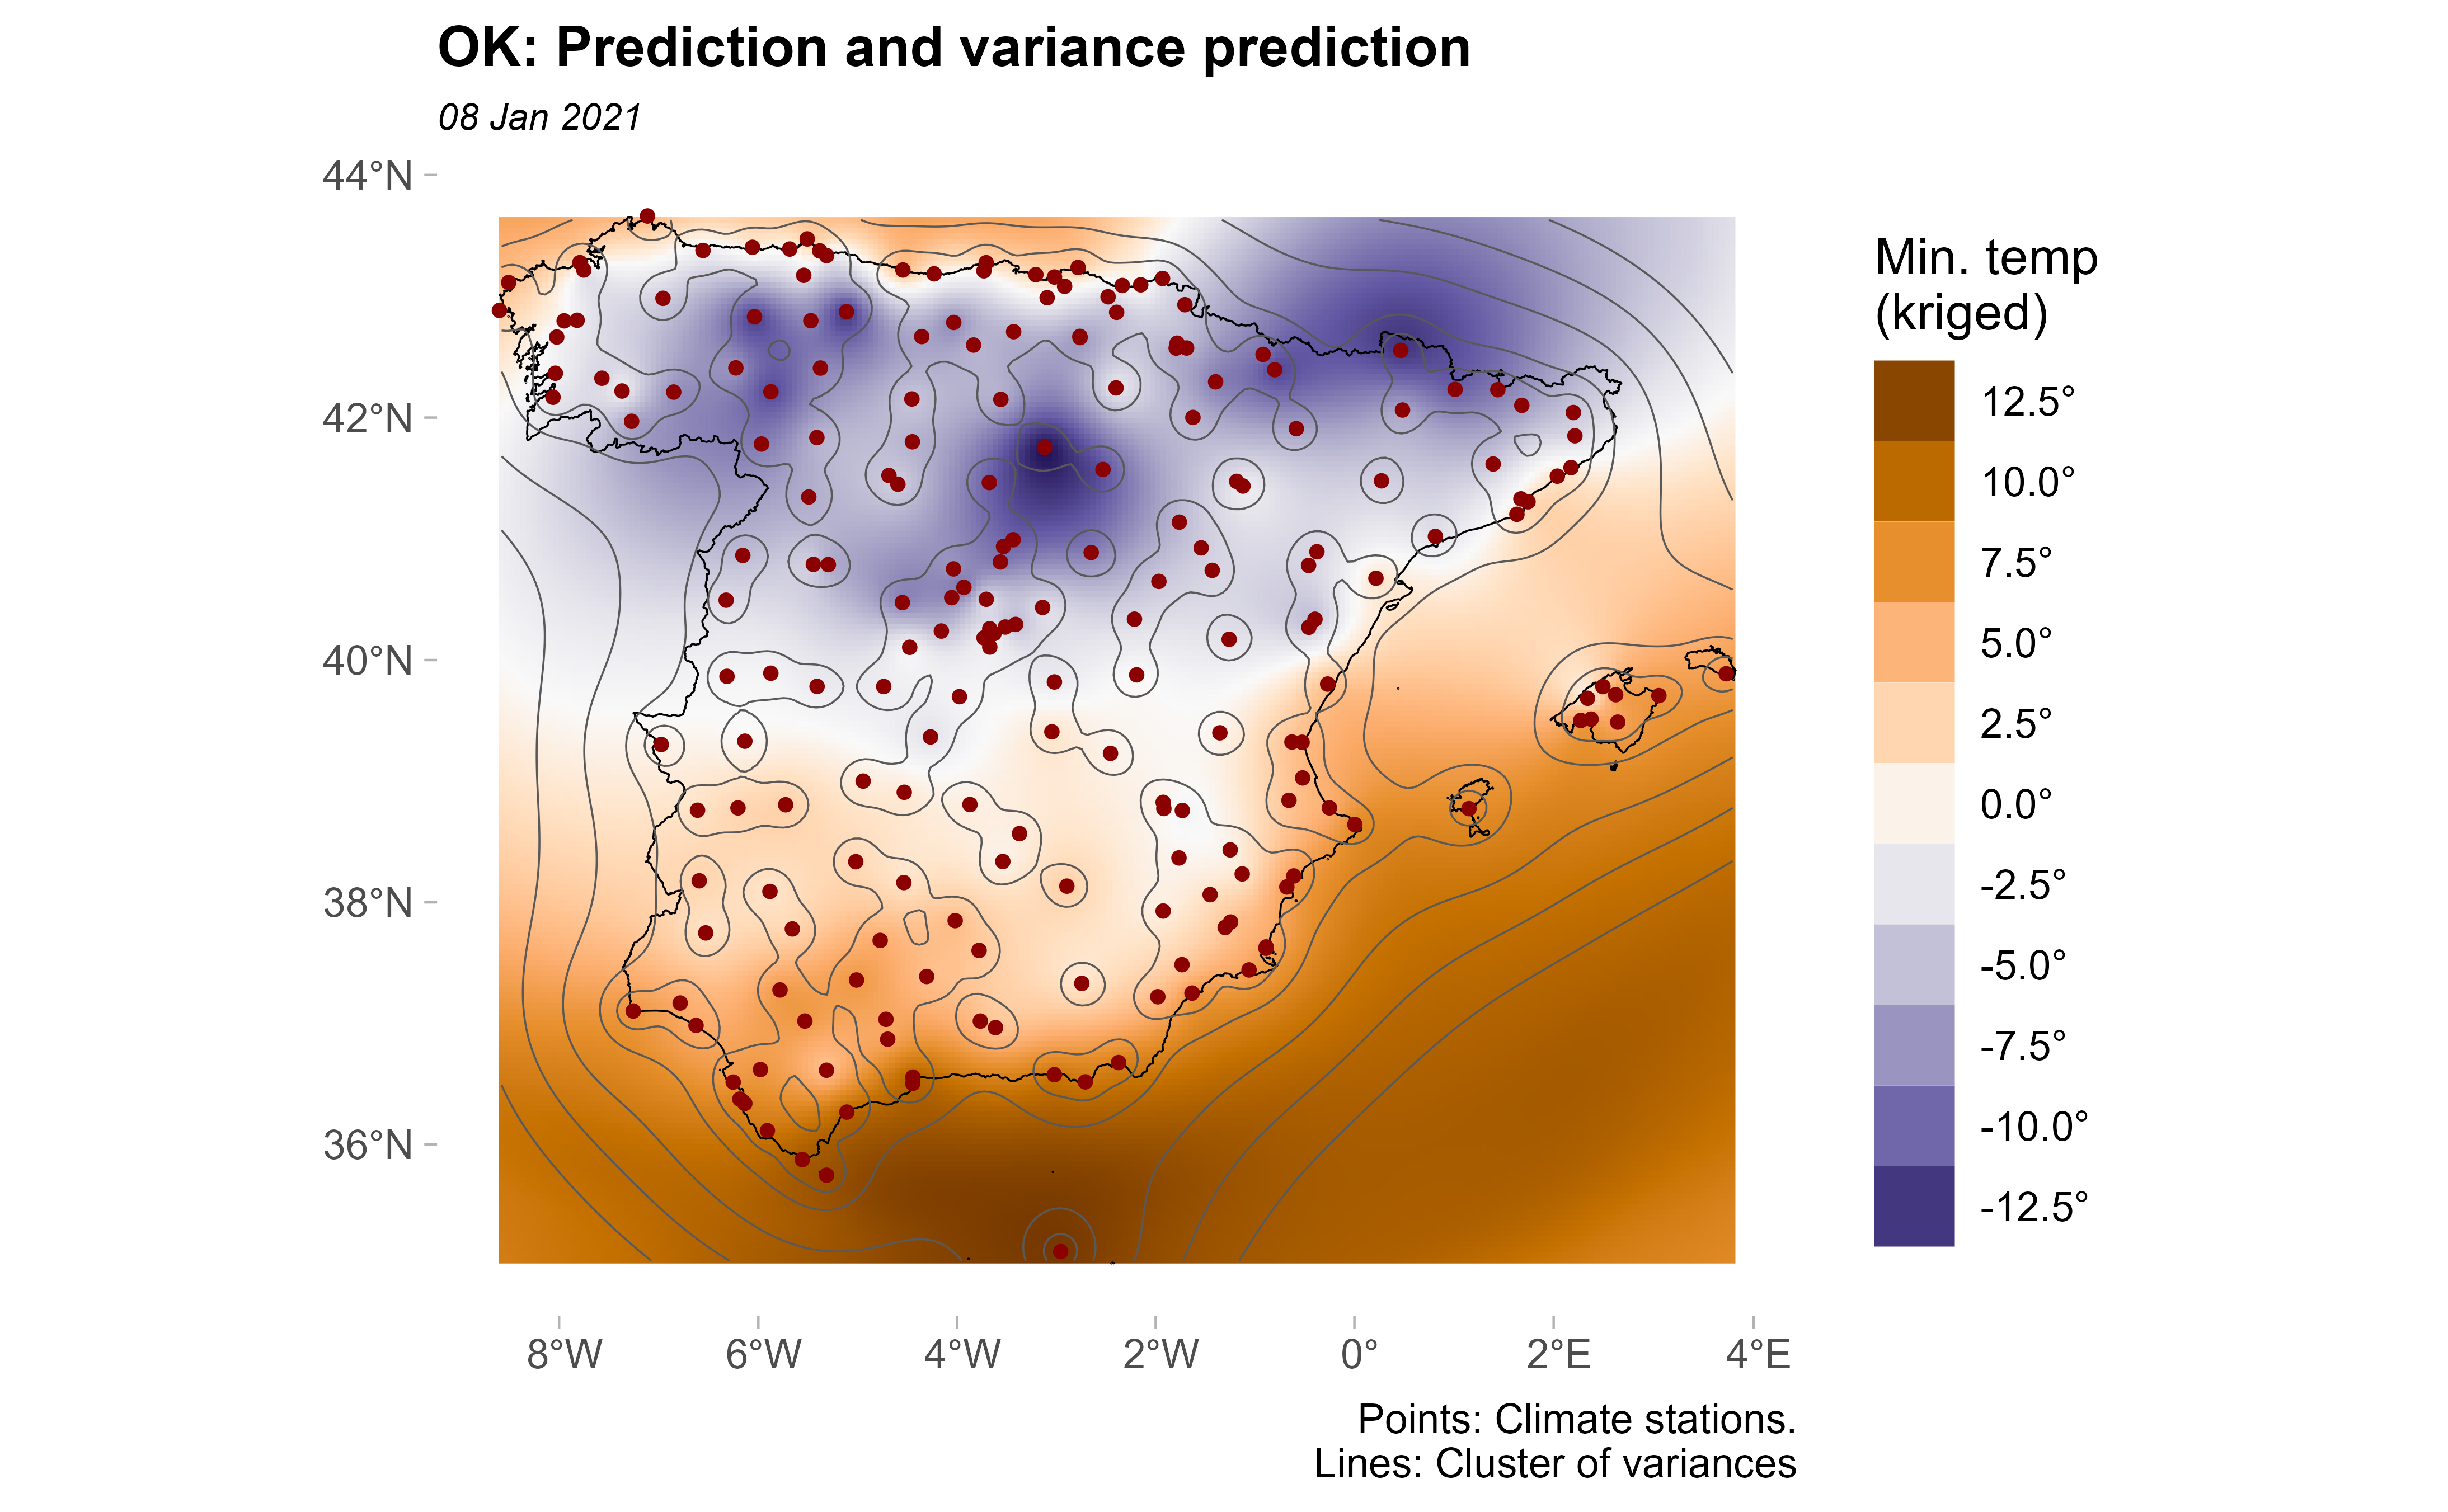 OK: Prediction and variance prediction
08 Jan 2021
44°N
42°N
40°N
38°N
36°N
8°W
6°W
4°W
2°W
0°
2°E
4°E
Min. temp
(kriged)
12.5°
10.0°
7.5°
5.0°
2.5°
0.0°
-2.5°
-5.0°
-7.5°
-10.0°
-12.5°
Points: Climate stations.
Lines: Cluster of variances